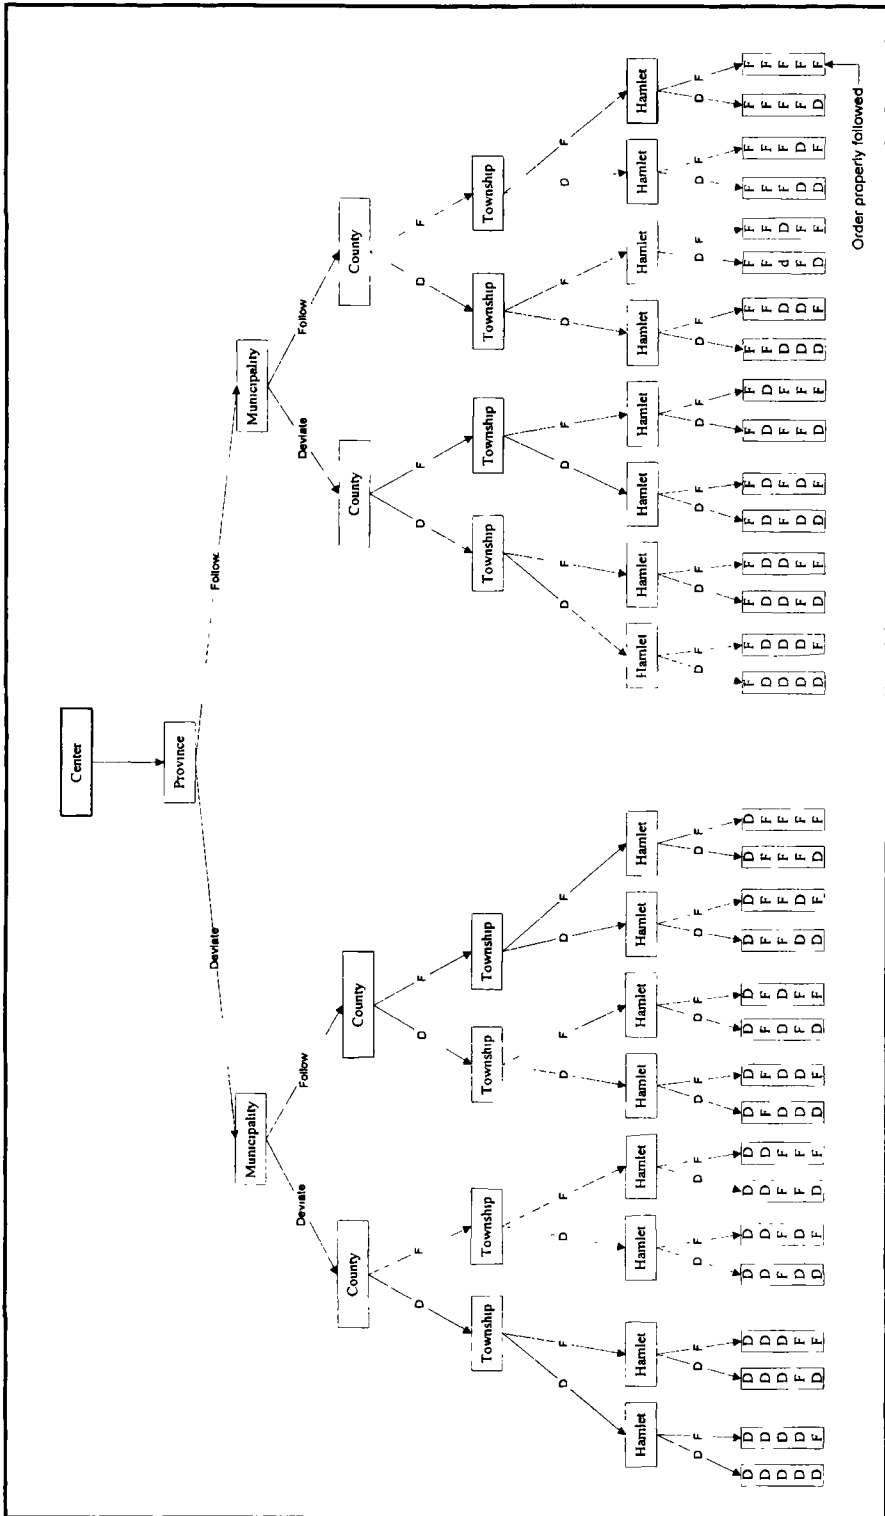 Center
Province
Deviate Follow
Municipality Municipality
Deviate Follow Deviate Follow
County County County County
D F D F D F D F
Township Township Township Township Township Township Township Township
D F D F D F D F D F D F D F D F
Hamlet Hamlet Hamlet Hamlet Hamlet Hamlet Hamlet Hamlet Hamlet Hamlet Hamlet Hamlet Hamlet Hamlet Hamlet Hamlet
D F D F D F D F D F D F D F D F D F D F D F D F D F D F D F D F
D D D D D D D D D D D D D D D D F F F F F F F F F F F F F F F F
D D D D D D D D F F F F F F F F D D D D D D D D F F F F F F F F
D D D D F F F F D D D D F F F F D D D D F F F F D D d D F F F F
D D F F D D F F D D F F D D F F D D F F D D F F D D F F D D F F
D F D F D F D F D F D F D F D F D F D F D F D F D F D F D F D F
Order properly followed